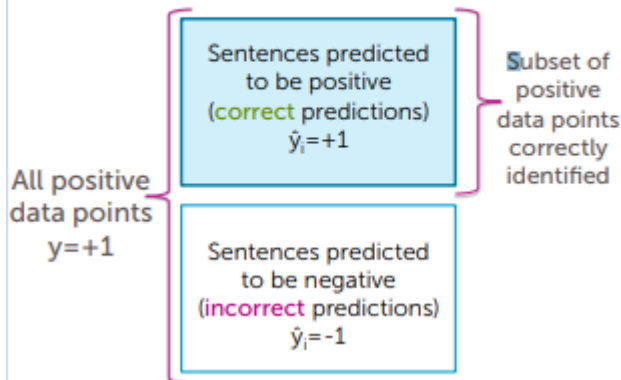 All positive
data points
y=+1
Sentences predicted
to be positive
(correct predictions)
ŷᵢ=+1
Sentences predicted
to be negative
(incorrect predictions)
ŷᵢ=-1
Subset of
positive
data points
correctly
identified